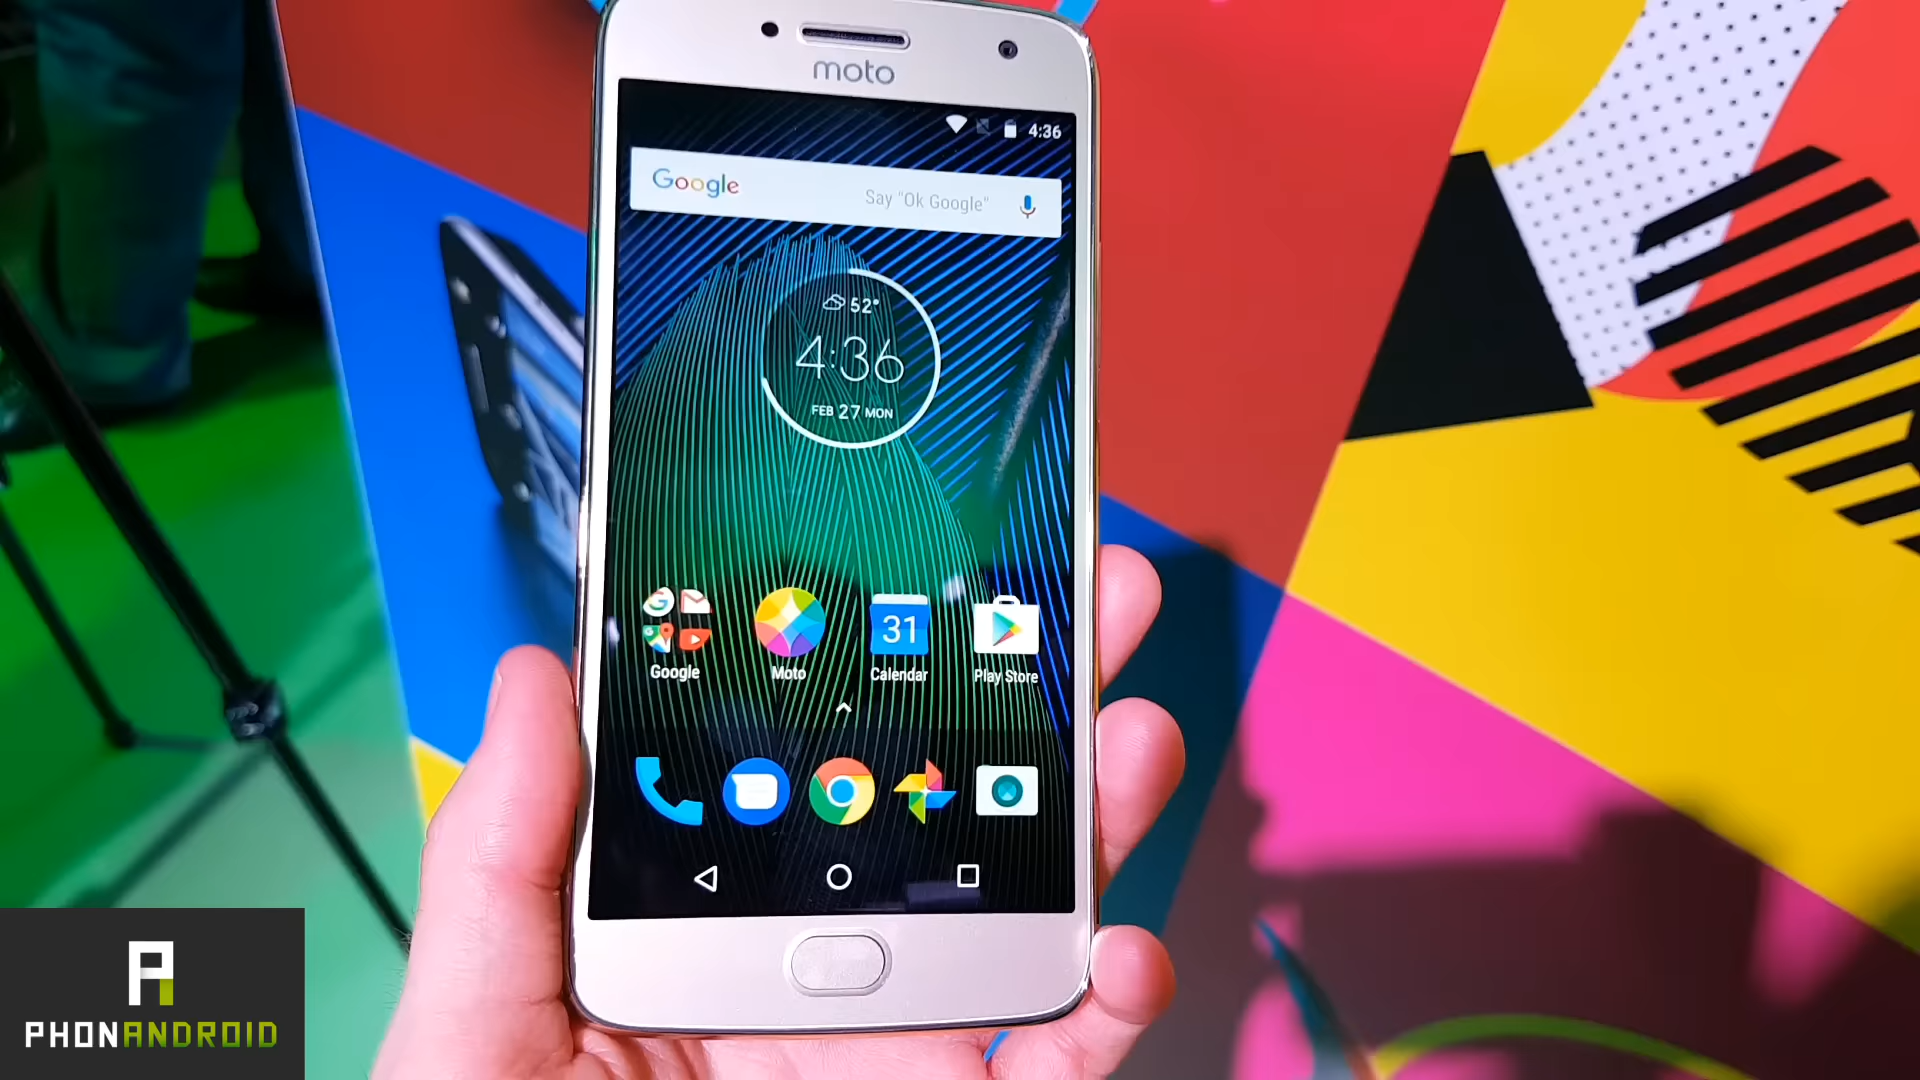 moto
4:36
Google
Say "Ok Google"
52°
4:36
FEB 27 MON
31
Google
Moto
Calendar
Play Store
PHONANDROID